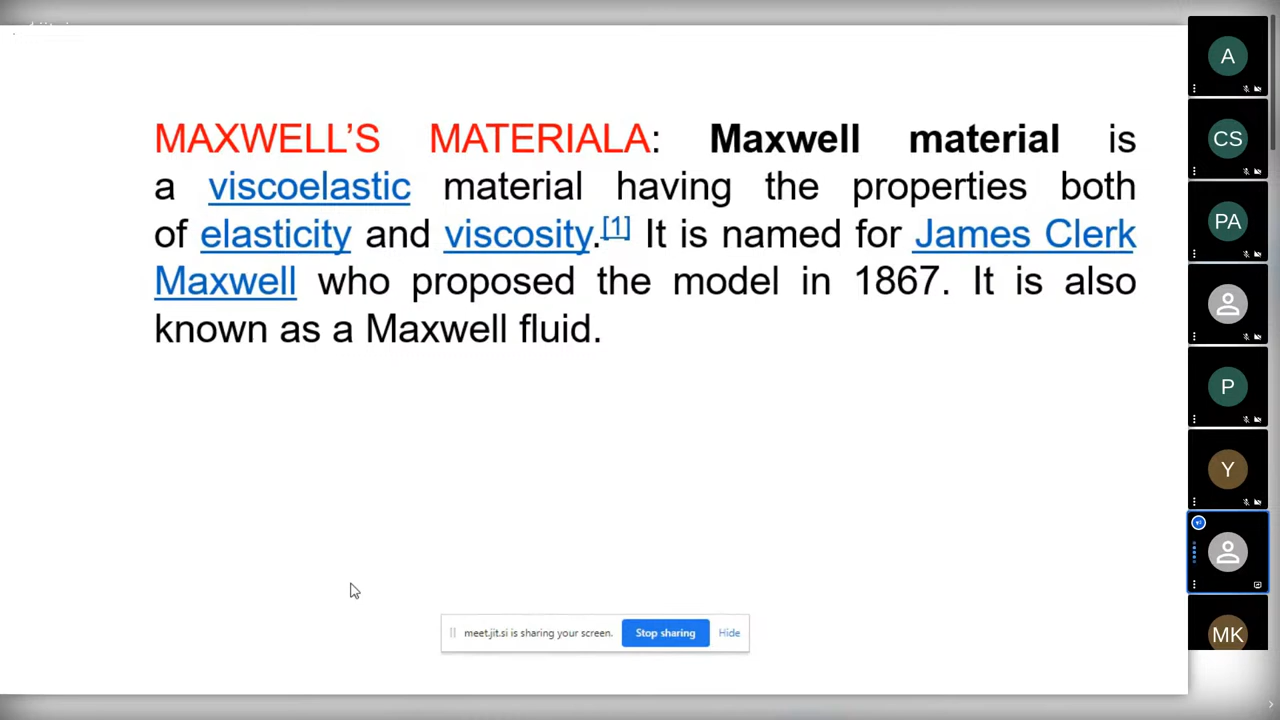 MAXWELL’S MATERIALA: Maxwell material is
a viscoelastic material having the properties both
of elasticity and viscosity.[1] It is named for James Clerk
Maxwell who proposed the model in 1867. It is also
known as a Maxwell fluid.
meet.jit.si is sharing your screen. Stop sharing Hide
A
CS
PA
P
Y
MK